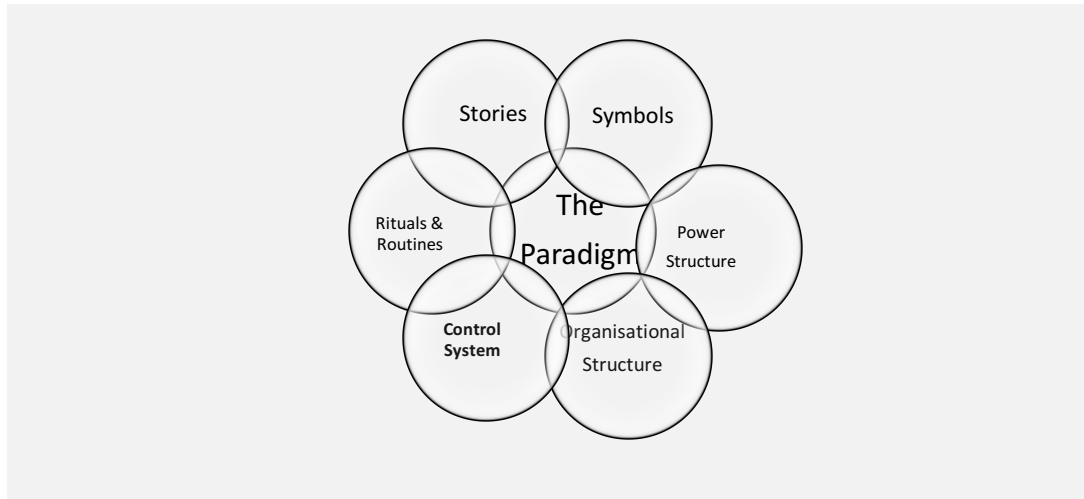 Stories
Symbols
Rituals &
Routines
The
Paradigm
Power
Structure
Control
System
Organisational
Structure